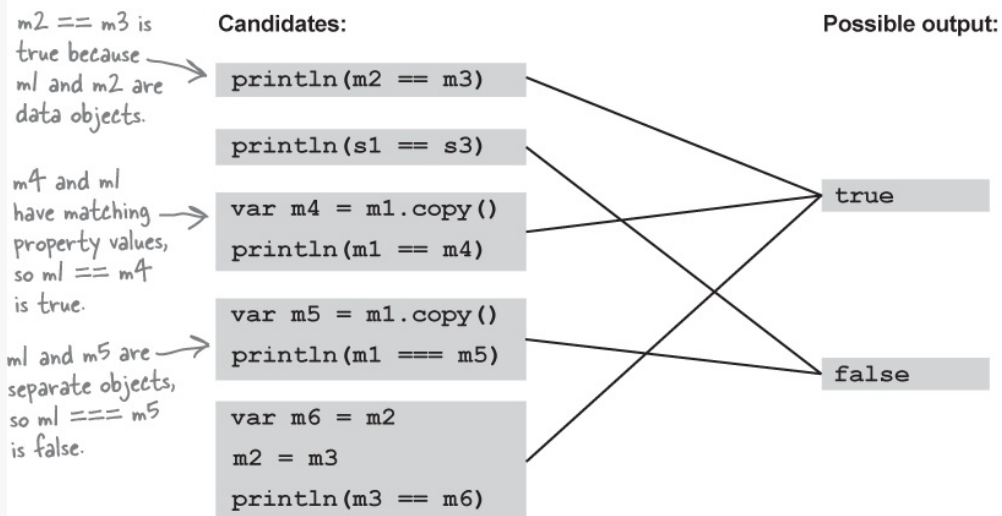 m2 == m3 is
true because
m1 and m2 are
data objects.
m4 and m1
have matching
property values,
so m1 == m4
is true.
m1 and m5 are
separate objects,
so m1 === m5
is false.
Candidates:
println(m2 == m3)
println(s1 == s3)
var m4 = m1.copy()
println(m1 == m4)
var m5 = m1.copy()
println(m1 === m5)
var m6 = m2
m2 = m3
println(m3 == m6)
Possible output:
true
false